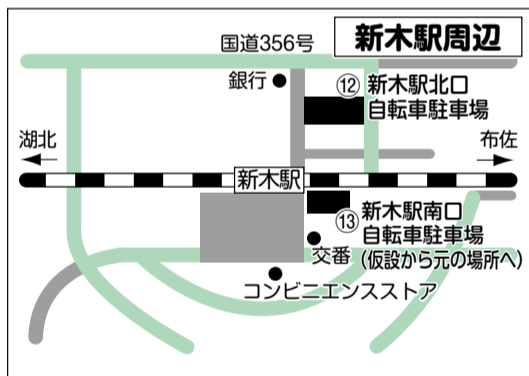 新木駅周辺
国道356号
銀行
⑫ 新木駅北口
自転車駐車場
湖北
布佐
新木駅
⑬ 新木駅南口
自転車駐車場
(仮設から元の場所へ)
交番
コンビニエンスストア